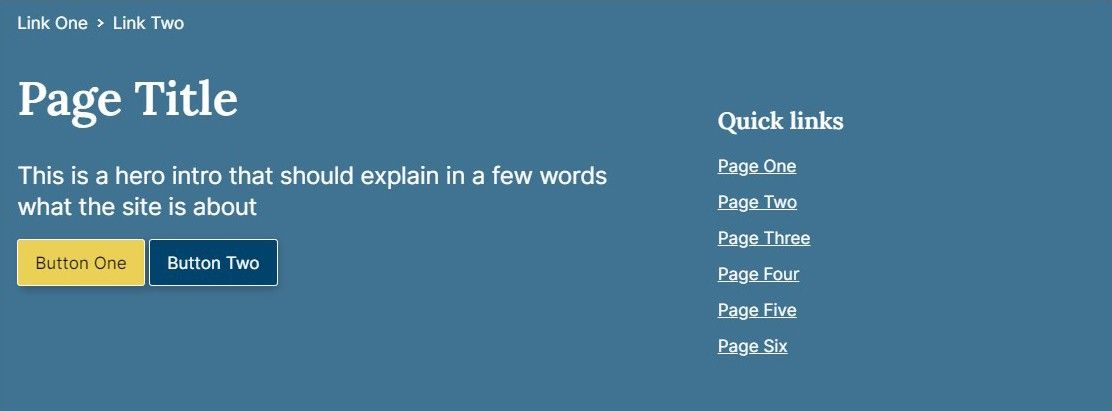 Link One > Link Two
Page Title
This is a hero intro that should explain in a few words
what the site is about
Button One
Button Two
Quick links
Page One
Page Two
Page Three
Page Four
Page Five
Page Six